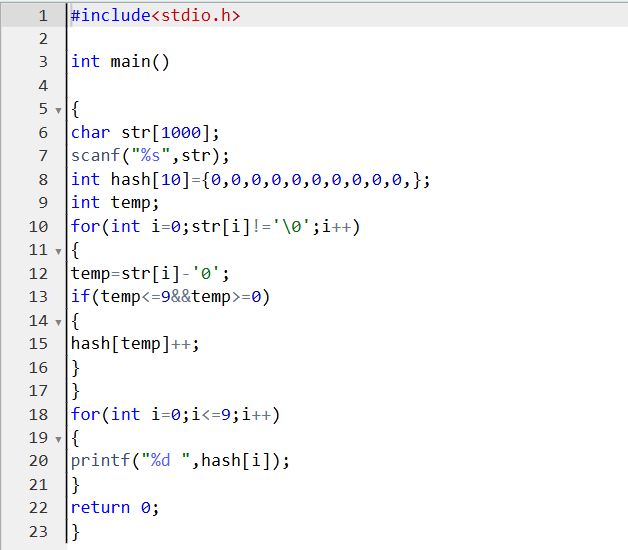 1 #include<stdio.h>
2
3 int main()
4
5 {
6 char str[1000];
7 scanf("%s",str);
8 int hash[10]={0,0,0,0,0,0,0,0,0,0,};
9 int temp;
10 for(int i=0;str[i]!='\0';i++)
11 {
12 temp=str[i]-'0';
13 if(temp<=9&&temp>=0)
14 {
15 hash[temp]++;
16 }
17 }
18 for(int i=0;i<=9;i++)
19 {
20 printf("%d ",hash[i]);
21 }
22 return 0;
23 }